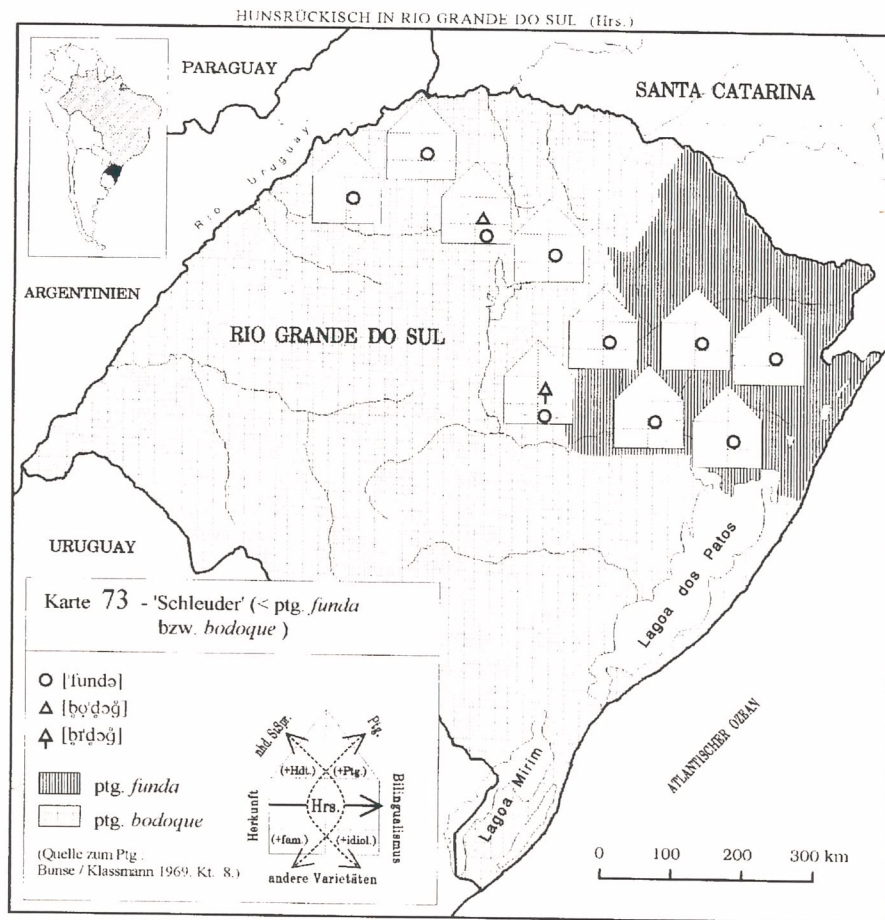 HUNSRÜCKISCH IN RIO GRANDE DO SUL (Hrs.)
PARAGUAY
SANTA CATARINA
Rio Uruguay
ARGENTINIEN
RIO GRANDE DO SUL
URUGUAY
Lagoa dos Patos
Lagoa Mirim
ATLANTISCHER OZEAN
Karte 73 - 'Schleuder' (< ptg. funda
bzw. bodoque )
○ ['fundə]
△ [b̥o̩'d̥ɔg̊]
[b̥ɪ'd̥ɔg̊]
ptg. funda
ptg. bodoque
(Quelle zum Ptg.:
Bunse / Klassmann 1969. Kt. 8.)
nhd. StSpr.
Ptg.
(+Hdt.)
(+Ptg.)
Herkunft
Hrs.
Bilingualismus
(+fam.)
(+idiol.)
andere Varietäten
0 100 200 300 km